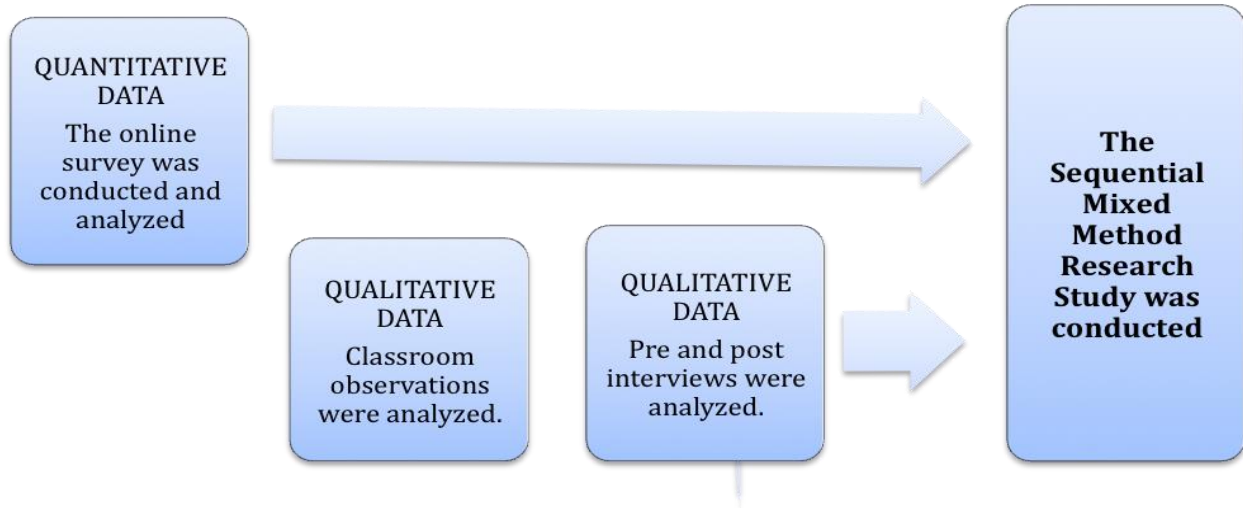 QUANTITATIVE
DATA
The online
survey was
conducted and
analyzed
QUALITATIVE
DATA
Classroom
observations
were analyzed.
QUALITATIVE
DATA
Pre and post
interviews were
analyzed.
The
Sequential
Mixed
Method
Research
Study was
conducted